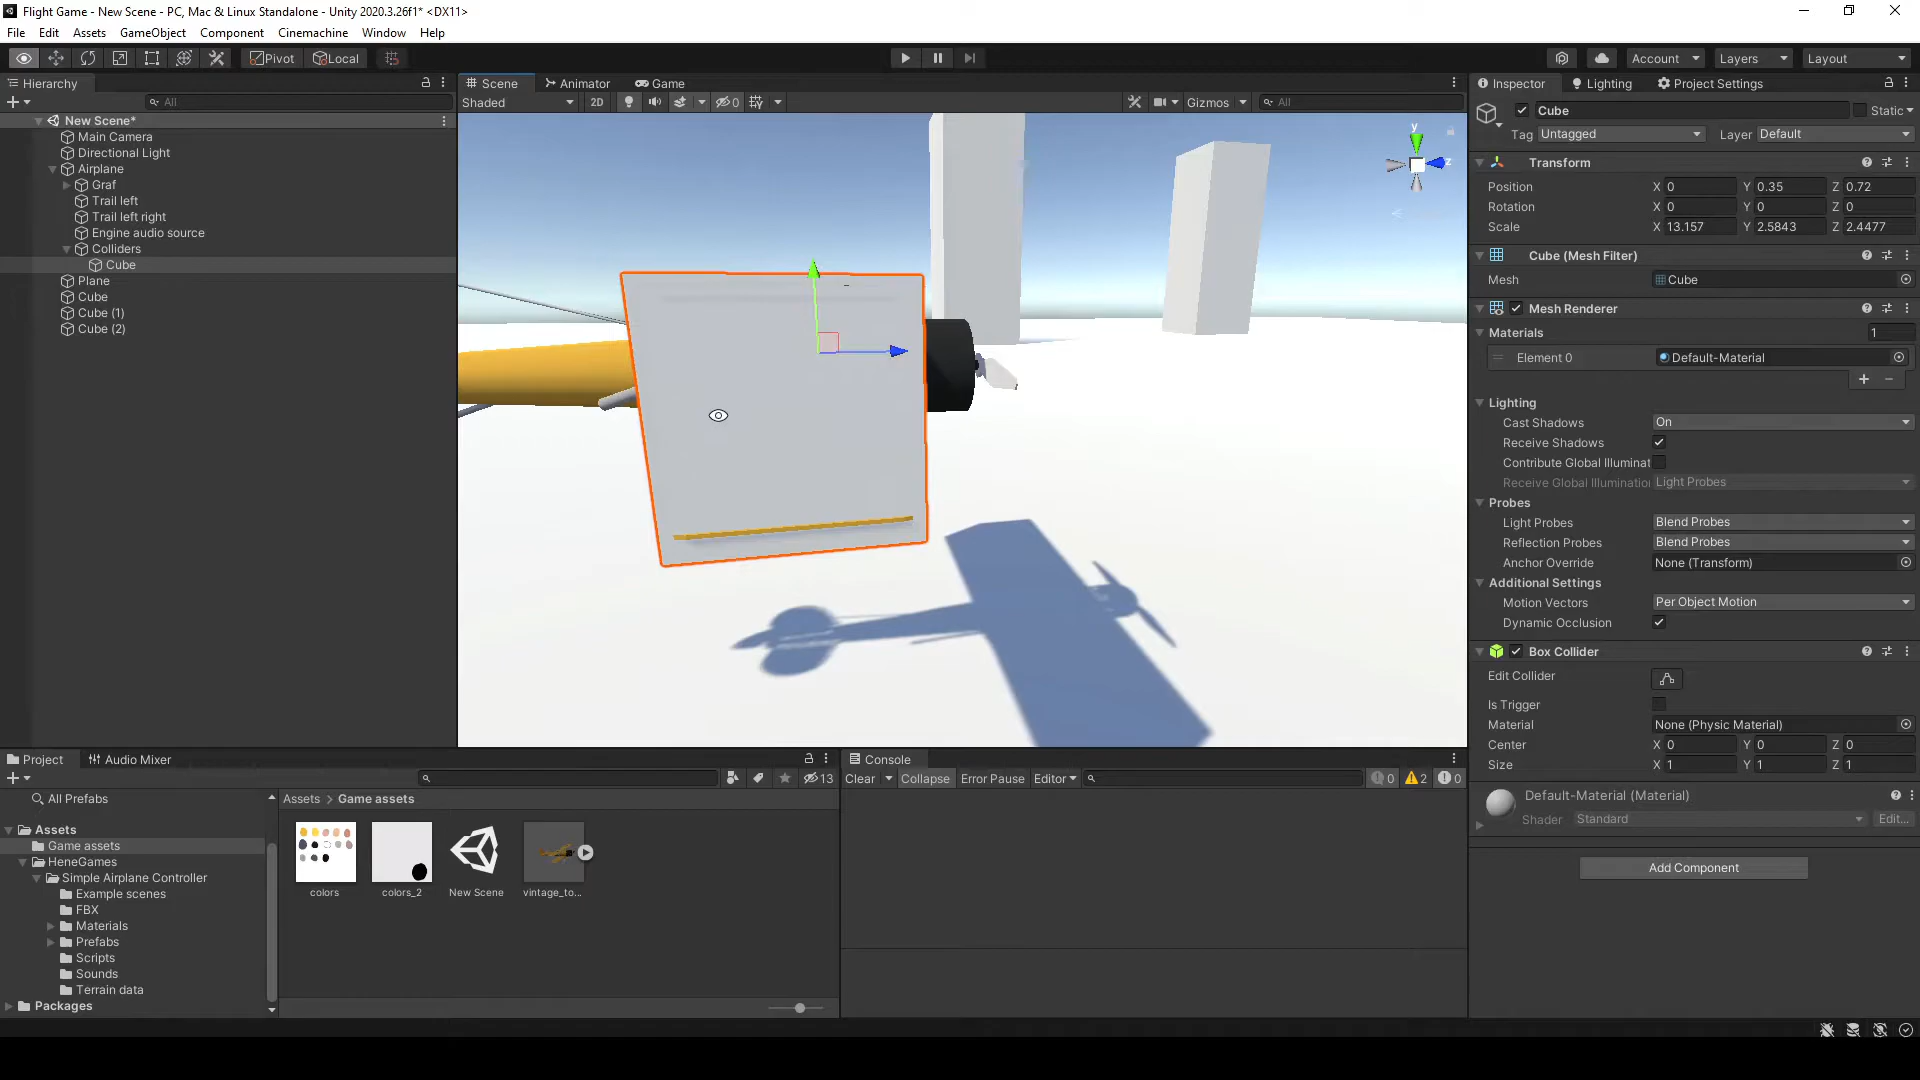 Flight Game - New Scene - PC, Mac & Linux Standalone - Unity 2020.3.26f1* <DX11>
File Edit Assets GameObject Component Cinemachine Window Help
Pivot Local Account Layers Layout
Hierarchy
All
New Scene*
Main Camera
Directional Light
Airplane
Graf
Trail left
Trail left right
Engine audio source
Colliders
Cube
Plane
Cube
Cube (1)
Cube (2)
Scene Animator Game
Shaded 2D 0 Gizmos All
y
z
Inspector Lighting Project Settings
Cube Static
Tag Untagged Layer Default
Transform
Position X 0 Y 0.35 Z 0.72
Rotation X 0 Y 0 Z 0
Scale X 13.157 Y 2.5843 Z 2.4477
Cube (Mesh Filter)
Mesh Cube
Mesh Renderer
Materials 1
Element 0 Default-Material
Lighting
Cast Shadows On
Receive Shadows
Contribute Global Illuminat
Receive Global Illumination Light Probes
Probes
Light Probes Blend Probes
Reflection Probes Blend Probes
Anchor Override None (Transform)
Additional Settings
Motion Vectors Per Object Motion
Dynamic Occlusion
Box Collider
Edit Collider
Is Trigger
Material None (Physic Material)
Center X 0 Y 0 Z 0
Size X 1 Y 1 Z 1
Default-Material (Material)
Shader Standard Edit...
Add Component
Project Audio Mixer
13
All Prefabs
Assets
Game assets
HeneGames
Simple Airplane Controller
Example scenes
FBX
Materials
Prefabs
Scripts
Sounds
Terrain data
Packages
Assets > Game assets
colors colors_2 New Scene vintage_to...
Console
Clear Collapse Error Pause Editor 0 2 0